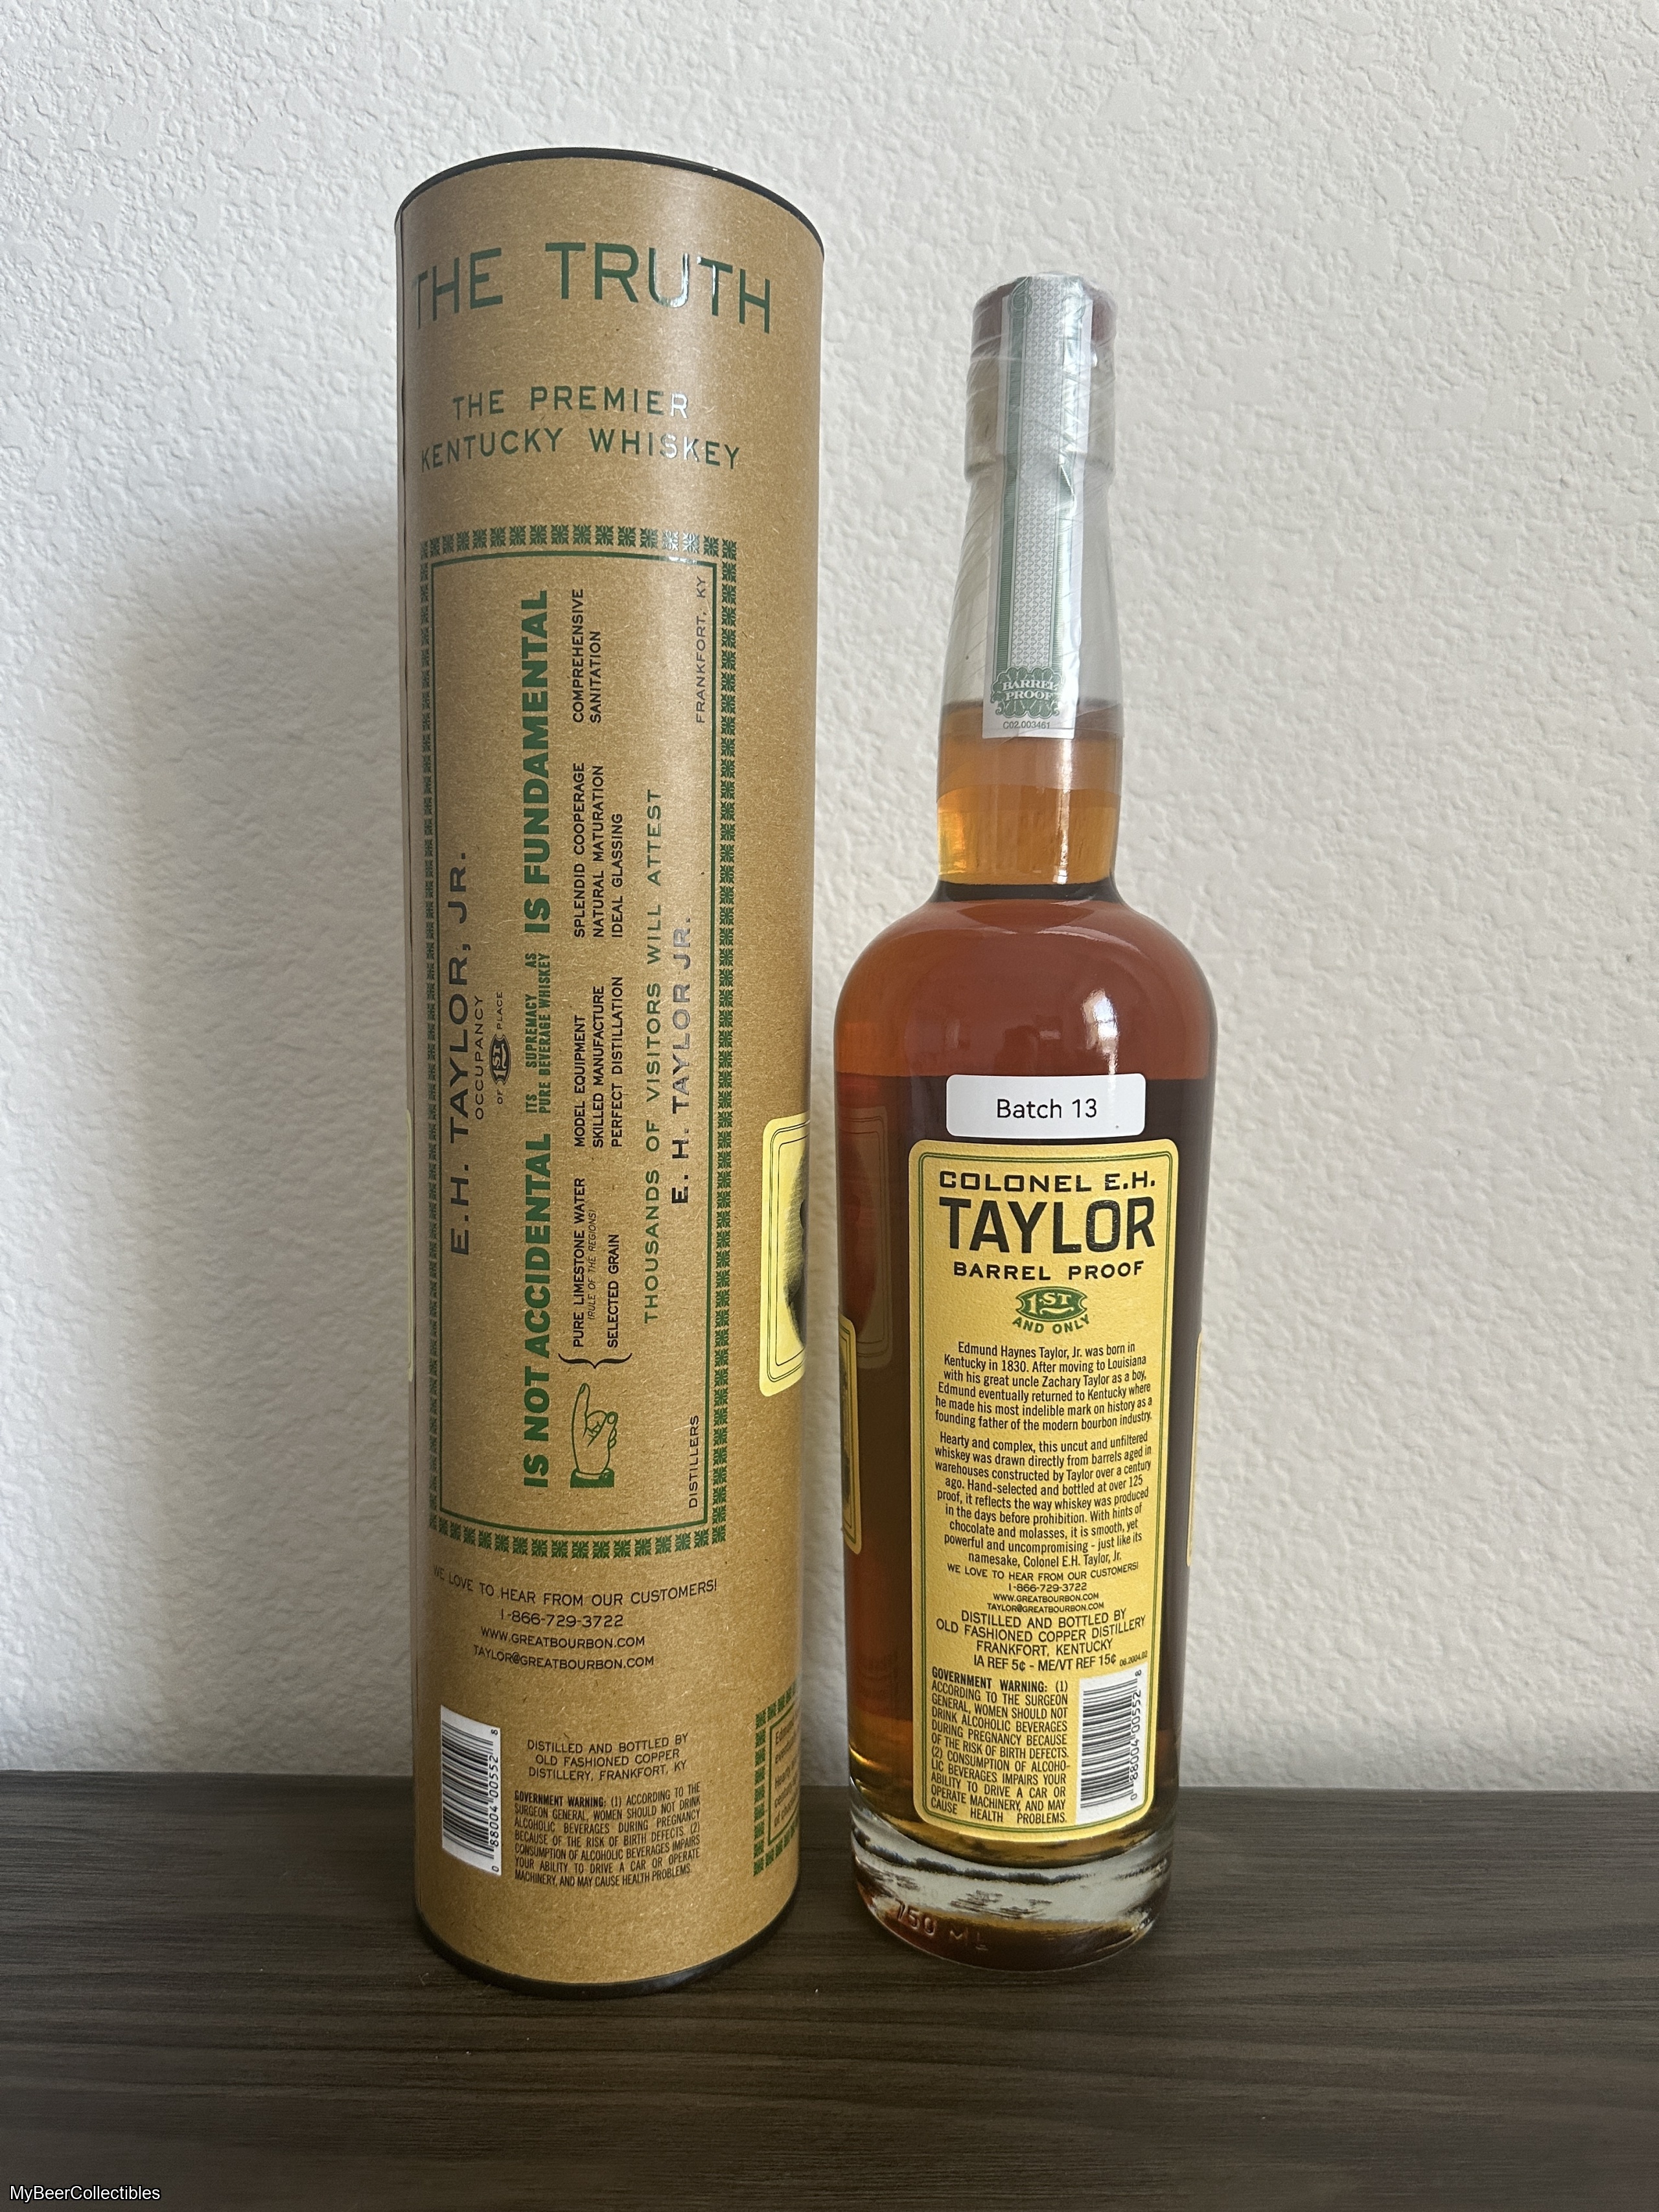 THE TRUTH
THE PREMIER
KENTUCKY WHISKEY
E.H. TAYLOR, JR.
OCCUPANCY
OF 1ST PLACE
IS NOT ACCIDENTAL ITS SUPREMACY AS PURE BEVERAGE WHISKEY IS FUNDAMENTAL
PURE LIMESTONE WATER
(RULE OF THE REGIONS)
SELECTED GRAIN
MODEL EQUIPMENT
SKILLED MANUFACTURE
PERFECT DISTILLATION
SPLENDID COOPERAGE
NATURAL MATURATION
IDEAL GLASSING
COMPREHENSIVE
SANITATION
THOUSANDS OF VISITORS WILL ATTEST
E. H. TAYLOR JR.
DISTILLERS
FRANKFORT, KY
WE LOVE TO HEAR FROM OUR CUSTOMERS!
1-866-729-3722
WWW.GREATBOURBON.COM
TAYLOR@GREATBOURBON.COM
0 88004 00552 8
DISTILLED AND BOTTLED BY
OLD FASHIONED COPPER
DISTILLERY, FRANKFORT, KY
GOVERNMENT WARNING: (1) ACCORDING TO THE
SURGEON GENERAL, WOMEN SHOULD NOT DRINK
ALCOHOLIC BEVERAGES DURING PREGNANCY
BECAUSE OF THE RISK OF BIRTH DEFECTS. (2)
CONSUMPTION OF ALCOHOLIC BEVERAGES IMPAIRS
YOUR ABILITY TO DRIVE A CAR OR OPERATE
MACHINERY, AND MAY CAUSE HEALTH PROBLEMS.
BARREL
PROOF
C02.003461
Batch 13
COLONEL E.H.
TAYLOR
BARREL PROOF
1ST
AND ONLY
Edmund Haynes Taylor, Jr. was born in
Kentucky in 1830. After moving to Louisiana
with his great uncle Zachary Taylor as a boy,
Edmund eventually returned to Kentucky where
he made his most indelible mark on history as a
founding father of the modern bourbon industry.
Hearty and complex, this uncut and unfiltered
whiskey was drawn directly from barrels aged in
warehouses constructed by Taylor over a century
ago. Hand-selected and bottled at over 125
proof, it reflects the way whiskey was produced
in the days before prohibition. With hints of
chocolate and molasses, it is smooth, yet
powerful and uncompromising - just like its
namesake, Colonel E.H. Taylor, Jr.
WE LOVE TO HEAR FROM OUR CUSTOMERS!
1-866-729-3722
WWW.GREATBOURBON.COM
TAYLOR@GREATBOURBON.COM
DISTILLED AND BOTTLED BY
OLD FASHIONED COPPER DISTILLERY
FRANKFORT, KENTUCKY
IA REF 5¢ - ME/VT REF 15¢ 06.2004.02
GOVERNMENT WARNING: (1)
ACCORDING TO THE SURGEON
GENERAL, WOMEN SHOULD NOT
DRINK ALCOHOLIC BEVERAGES
DURING PREGNANCY BECAUSE
OF THE RISK OF BIRTH DEFECTS.
(2) CONSUMPTION OF ALCOHO-
LIC BEVERAGES IMPAIRS YOUR
ABILITY TO DRIVE A CAR OR
OPERATE MACHINERY, AND MAY
CAUSE HEALTH PROBLEMS.
0 88004 00552 8
750 ML
MyBeerCollectibles